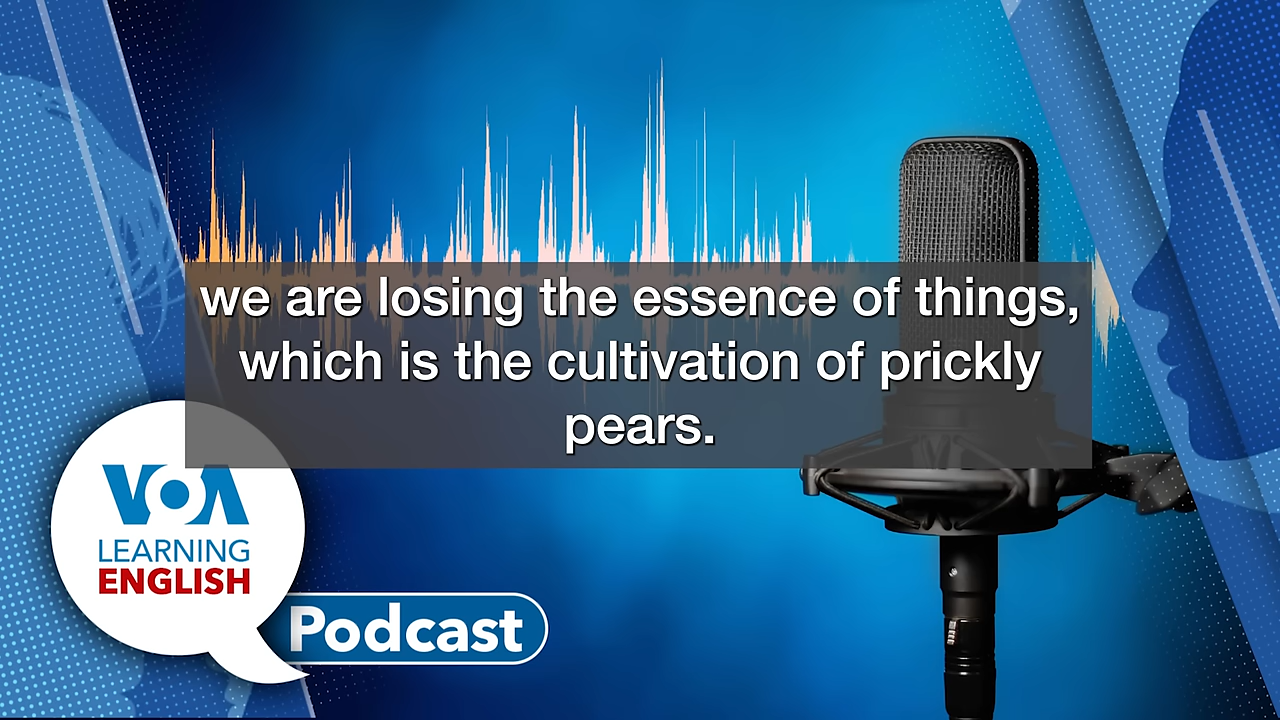 we are losing the essence of things,
which is the cultivation of prickly
pears.
VOA
LEARNING
ENGLISH
Podcast